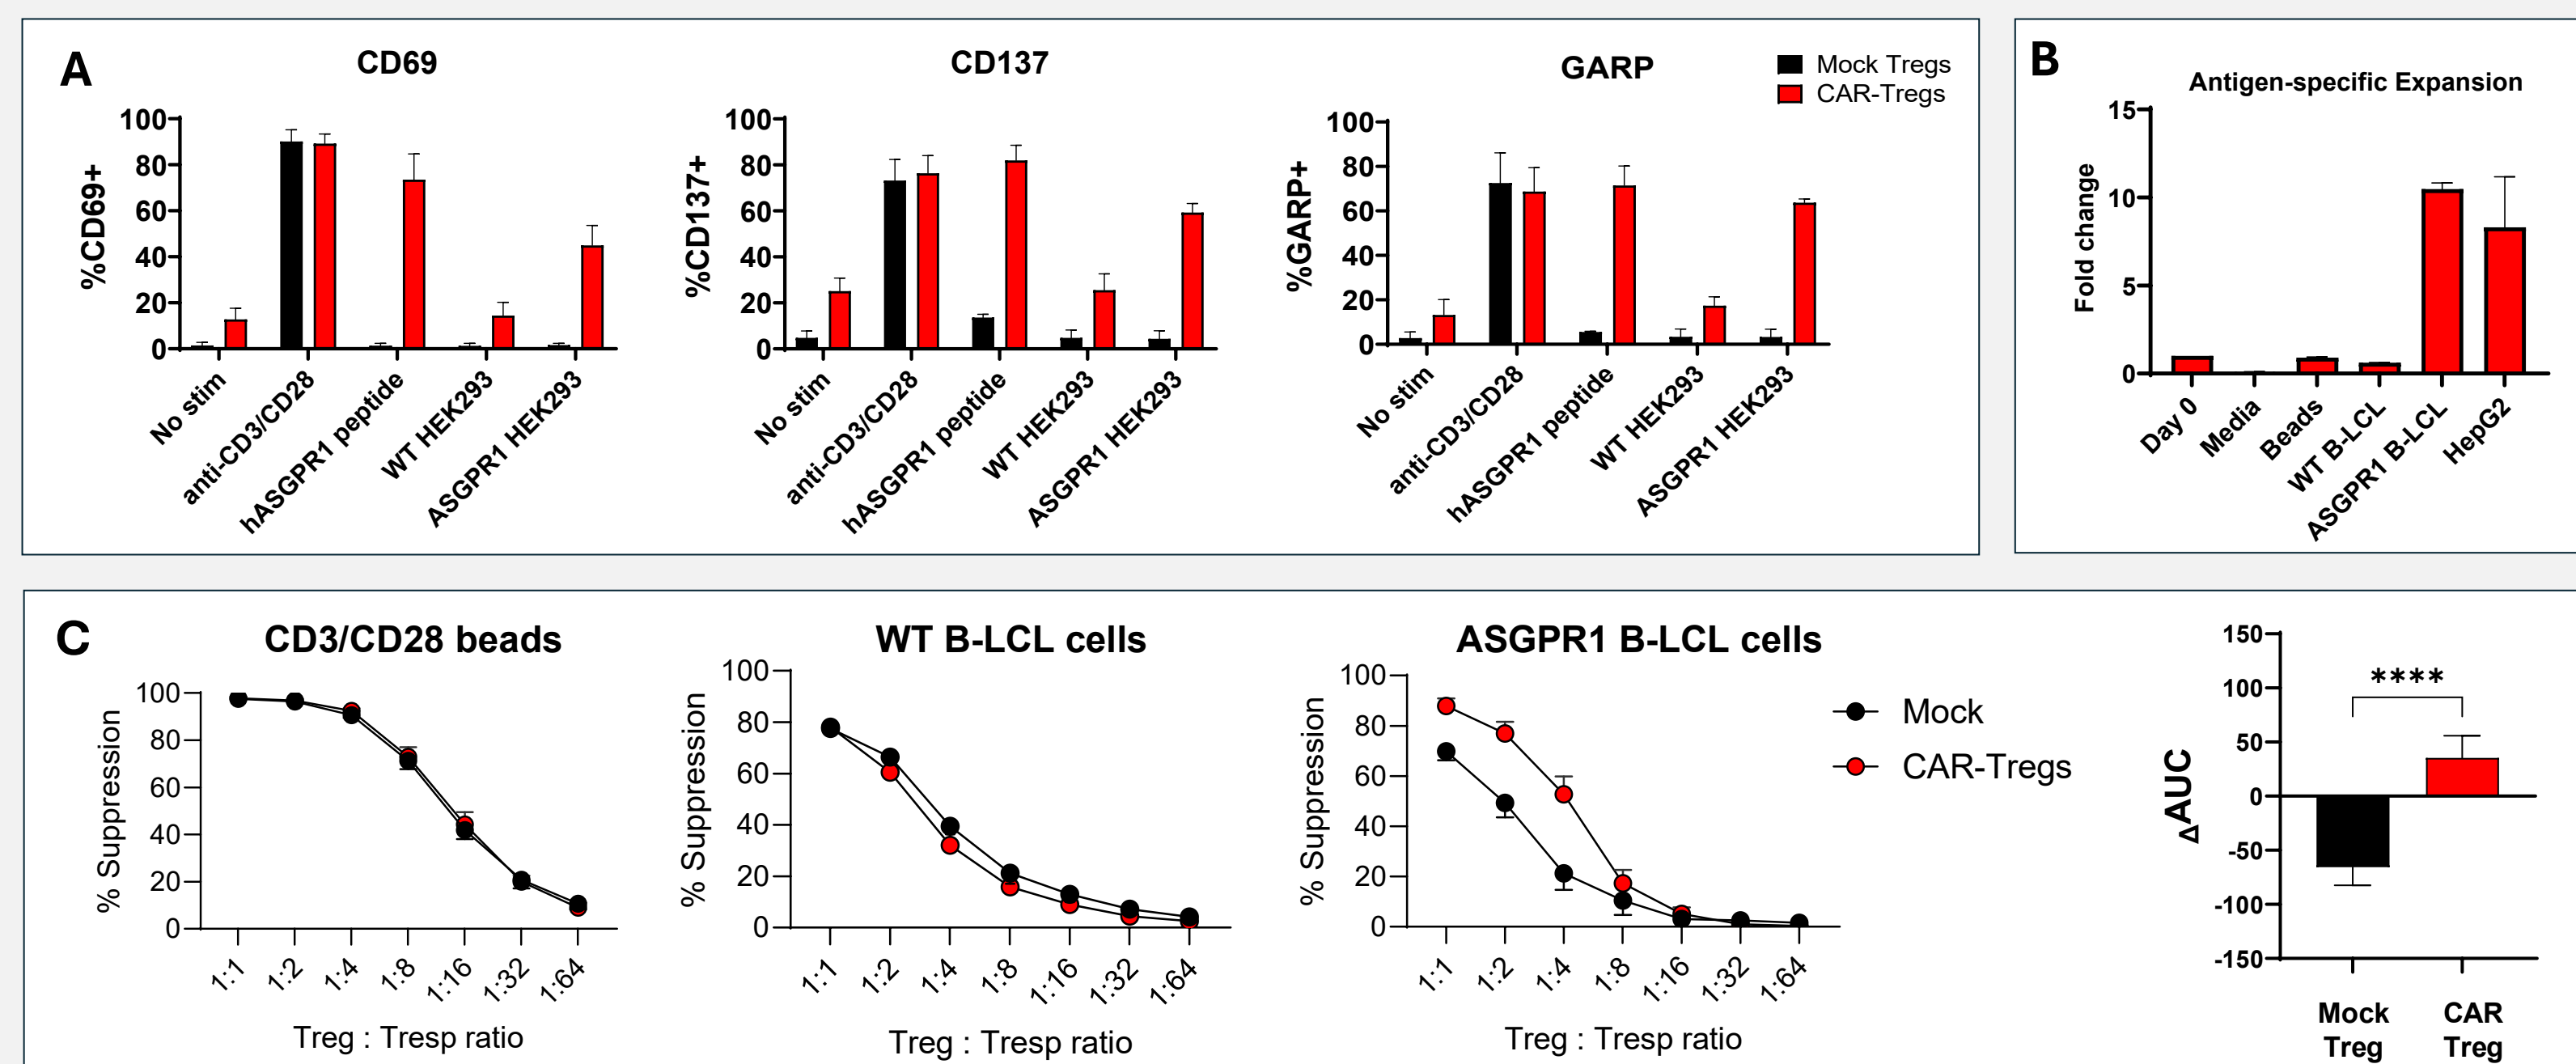 A
CD69
CD137
GARP
Mock Tregs
CAR-Tregs
%CD69+
100
80
60
40
20
0
No stim
anti-CD3/CD28
hASGPR1 peptide
WT HEK293
ASGPR1 HEK293
%CD137+
100
80
60
40
20
0
No stim
anti-CD3/CD28
hASGPR1 peptide
WT HEK293
ASGPR1 HEK293
%GARP+
100
80
60
40
20
0
No stim
anti-CD3/CD28
hASGPR1 peptide
WT HEK293
ASGPR1 HEK293
B
Antigen-specific Expansion
Fold change
15
10
5
0
Day 0
Media
Beads
WT B-LCL
ASGPR1 B-LCL
HepG2
C
CD3/CD28 beads
% Suppression
100
80
60
40
20
0
1:1
1:2
1:4
1:8
1:16
1:32
1:64
Treg : Tresp ratio
WT B-LCL cells
% Suppression
100
80
60
40
20
0
1:1
1:2
1:4
1:8
1:16
1:32
1:64
Treg : Tresp ratio
ASGPR1 B-LCL cells
% Suppression
100
80
60
40
20
0
1:1
1:2
1:4
1:8
1:16
1:32
1:64
Treg : Tresp ratio
Mock
CAR-Tregs
ΔAUC
150
100
50
0
-50
-100
-150
****
Mock
Treg
CAR
Treg